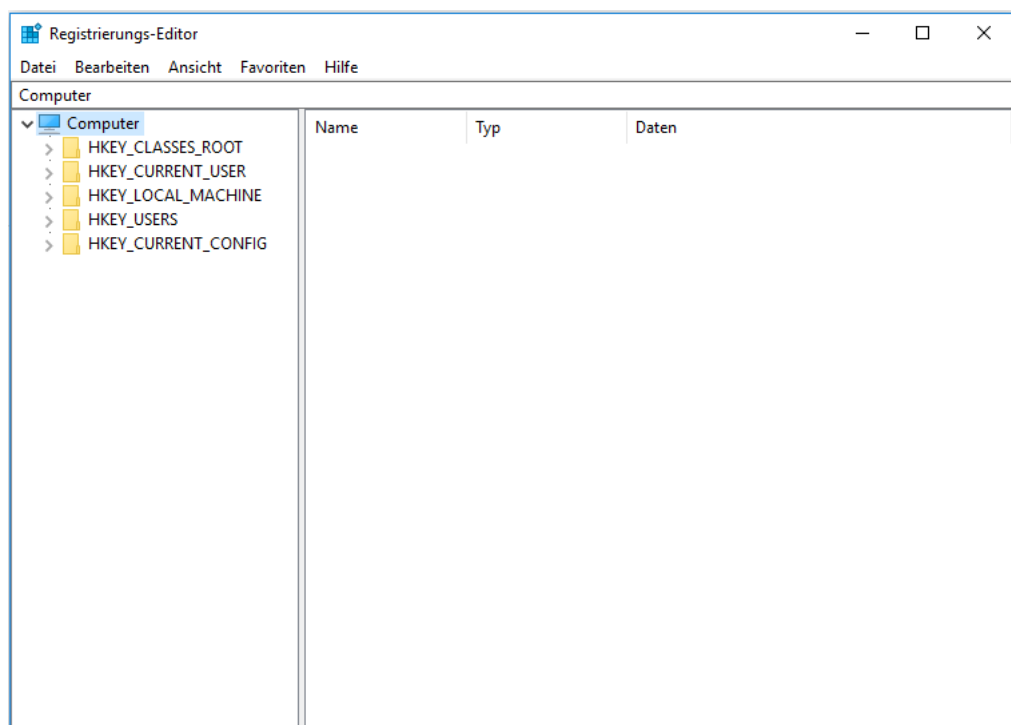 Registrierungs-Editor
Datei Bearbeiten Ansicht Favoriten Hilfe
Computer
Computer
HKEY_CLASSES_ROOT
HKEY_CURRENT_USER
HKEY_LOCAL_MACHINE
HKEY_USERS
HKEY_CURRENT_CONFIG
Name Typ Daten